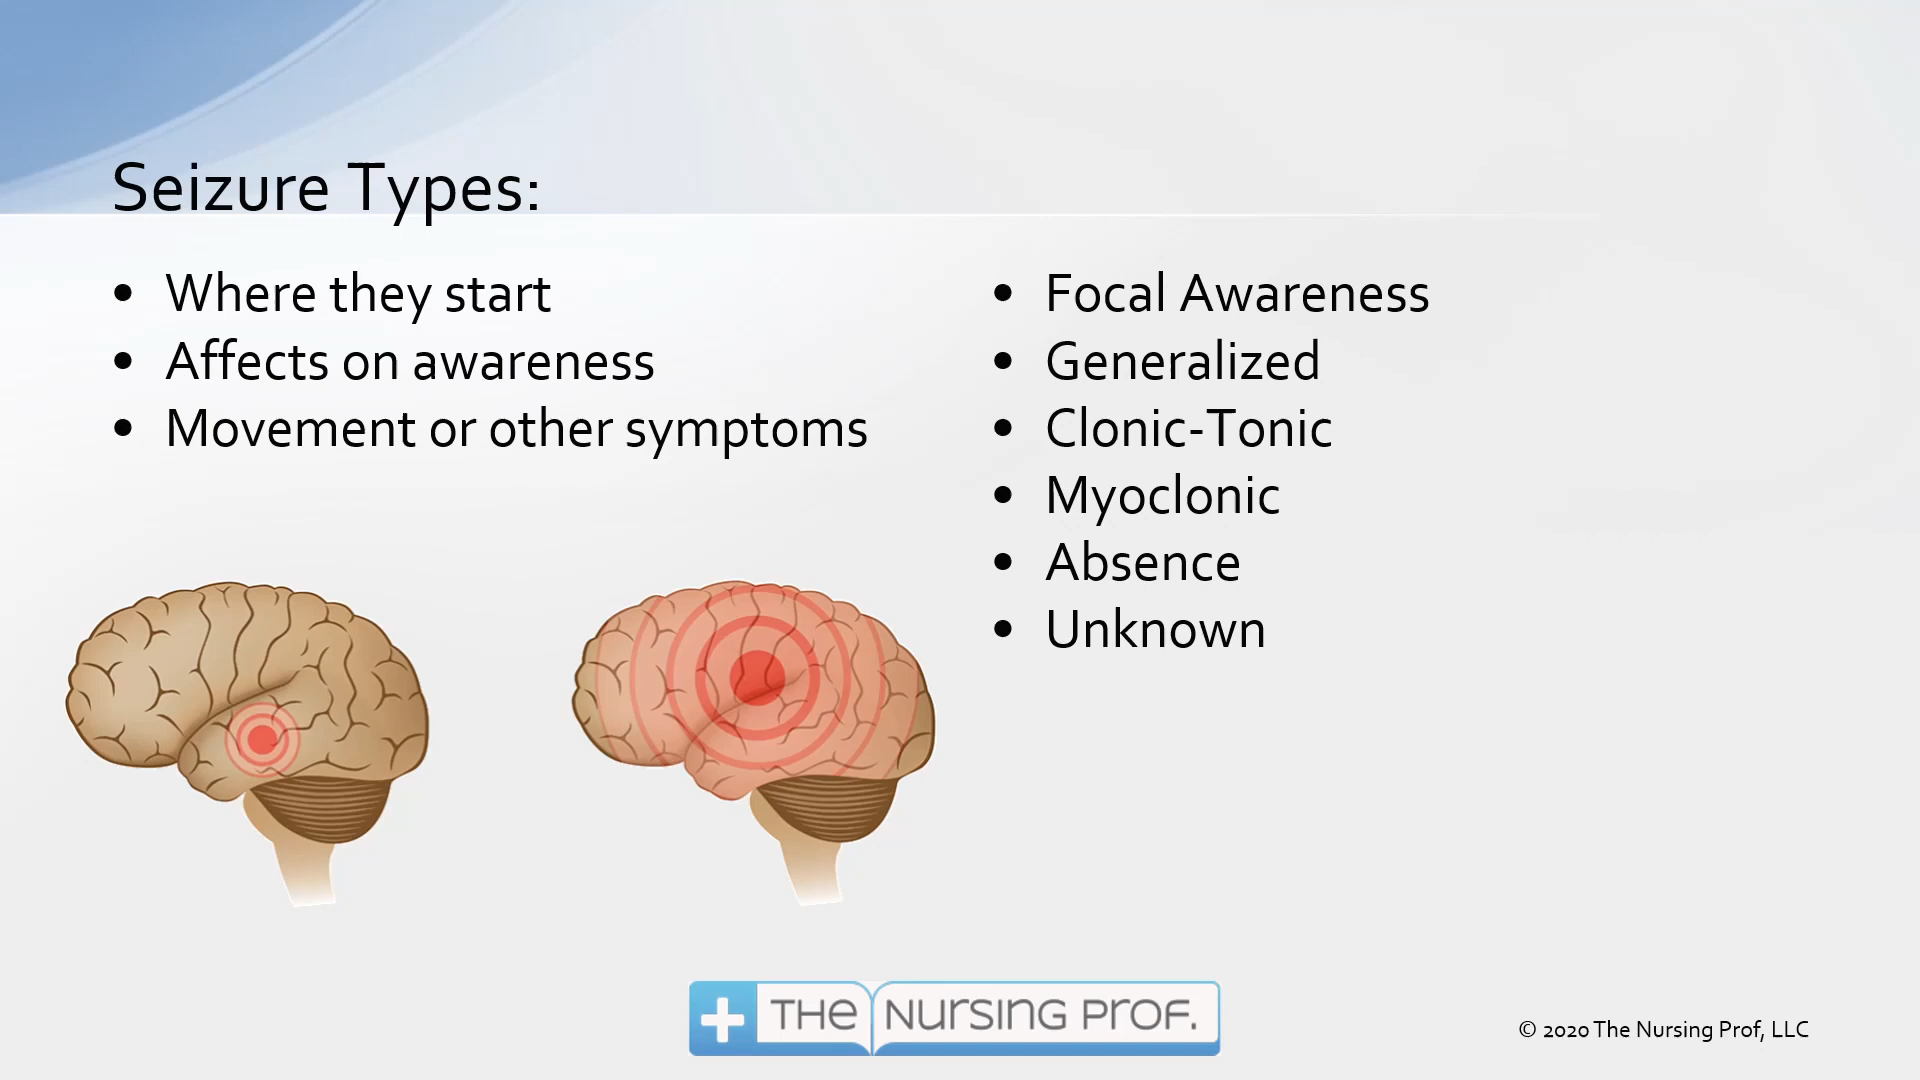 Seizure Types:
• Where they start
• Affects on awareness
• Movement or other symptoms
• Focal Awareness
• Generalized
• Clonic-Tonic
• Myoclonic
• Absence
• Unknown
THE NURSING PROF.
© 2020 The Nursing Prof, LLC